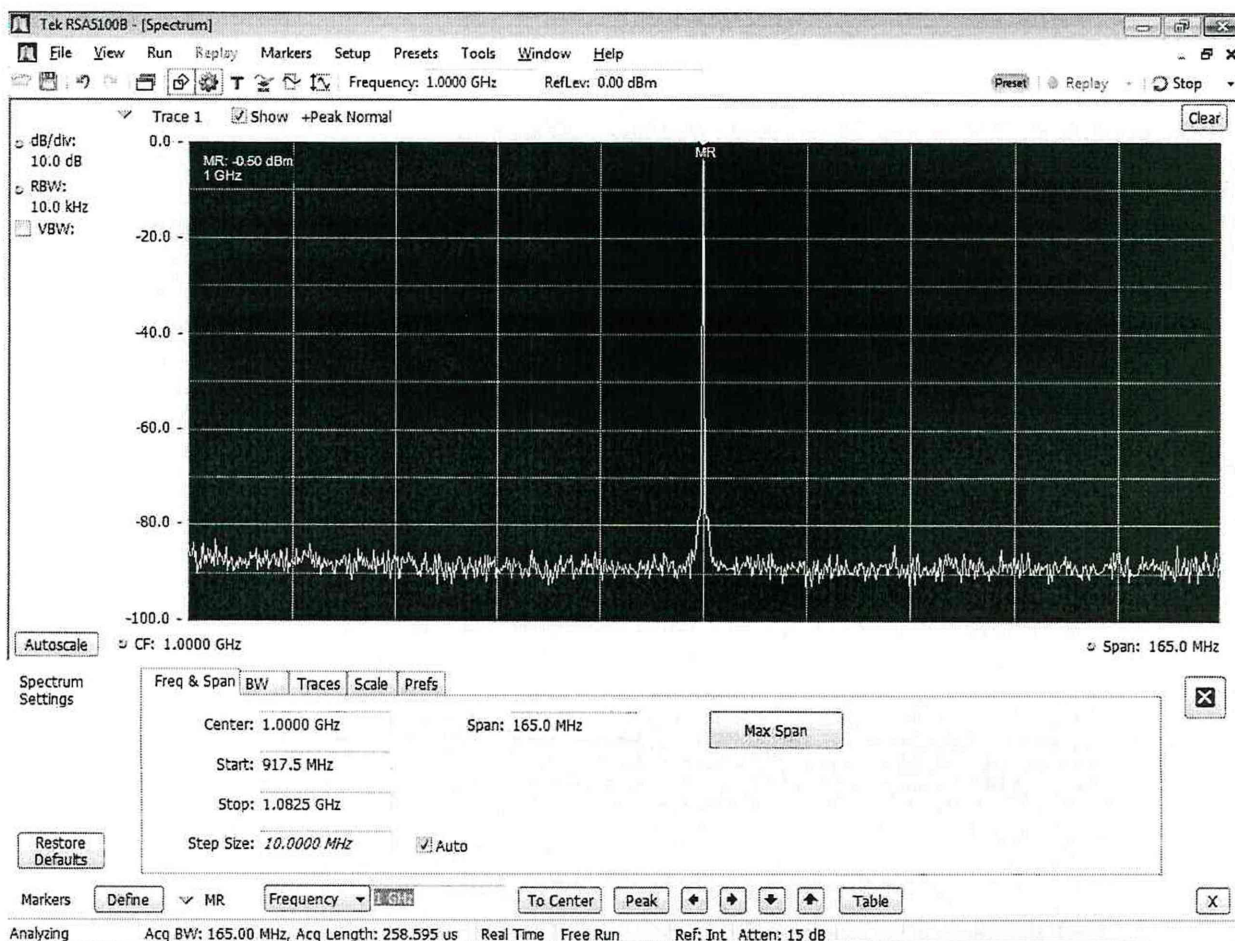 Tek RSA5100B - [Spectrum]
File View Run Replay Markers Setup Presets Tools Window Help
T Frequency: 1.0000 GHz RefLev: 0.00 dBm Preset Replay Stop
Trace 1 Show +Peak Normal Clear
dB/div:
10.0 dB
RBW:
10.0 kHz
VBW:
0.0 -
-20.0 -
-40.0 -
-60.0 -
-80.0 -
-100.0 -
MR: -0.50 dBm
1 GHz
MR
Autoscale CF: 1.0000 GHz Span: 165.0 MHz
Spectrum
Settings
Freq & Span BW Traces Scale Prefs
Center: 1.0000 GHz Span: 165.0 MHz Max Span
Start: 917.5 MHz
Stop: 1.0825 GHz
Step Size: 10.0000 MHz Auto
Restore
Defaults
Markers Define MR Frequency 1 GHz To Center Peak Table X
Analyzing Acq BW: 165.00 MHz, Acq Length: 258.595 us Real Time Free Run Ref: Int Atten: 15 dB